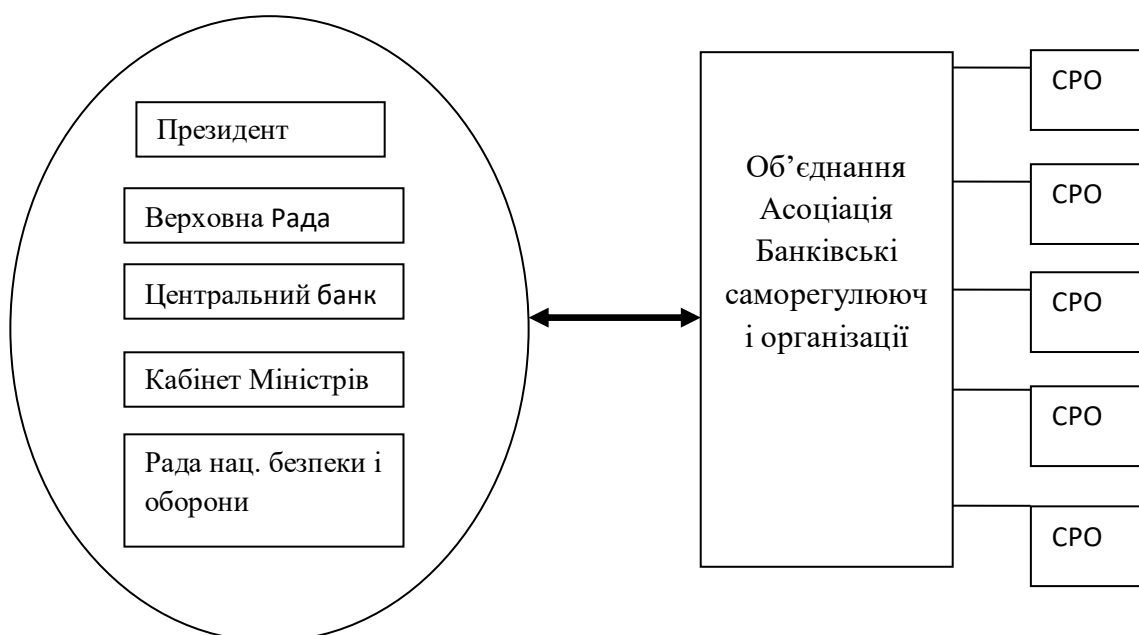 Президент
Верховна Рада
Центральний банк
Кабінет Міністрів
Рада нац. безпеки і
оборони
Об’єднання
Асоціація
Банківські
саморегулююч
і організації
СРО
СРО
СРО
СРО
СРО